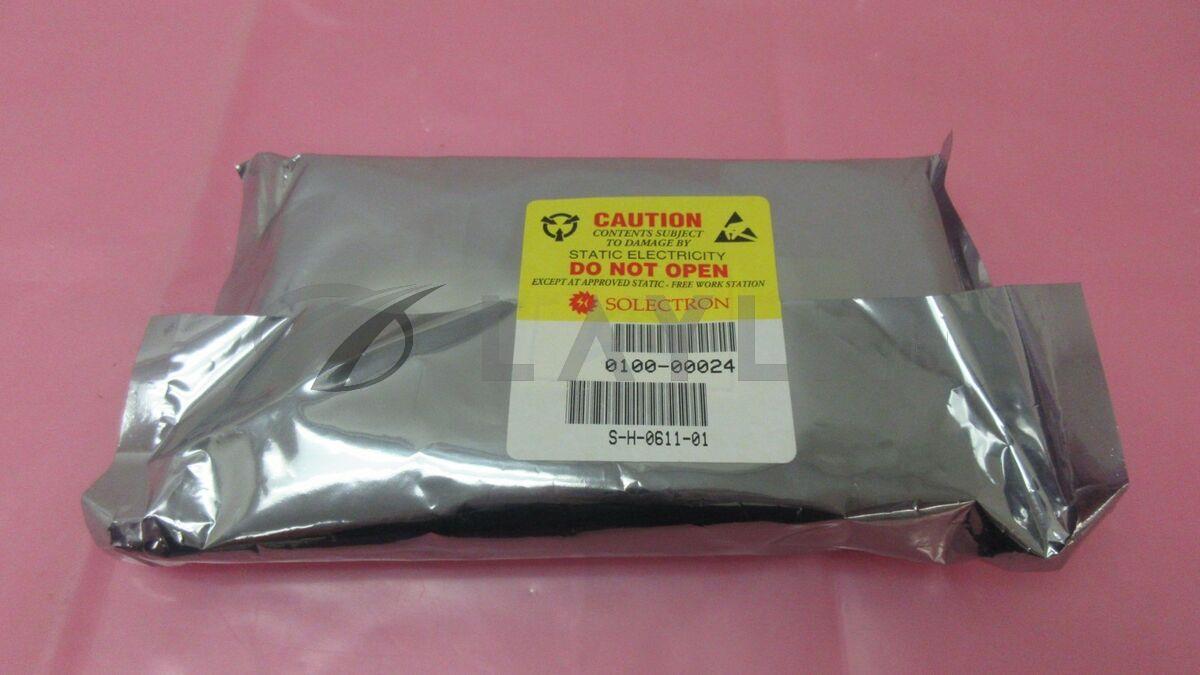 CAUTION
CONTENTS SUBJECT
TO DAMAGE BY
STATIC ELECTRICITY
DO NOT OPEN
EXCEPT AT APPROVED STATIC - FREE WORK STATION
SOLECTRON
0100-00024
S-H-0611-01